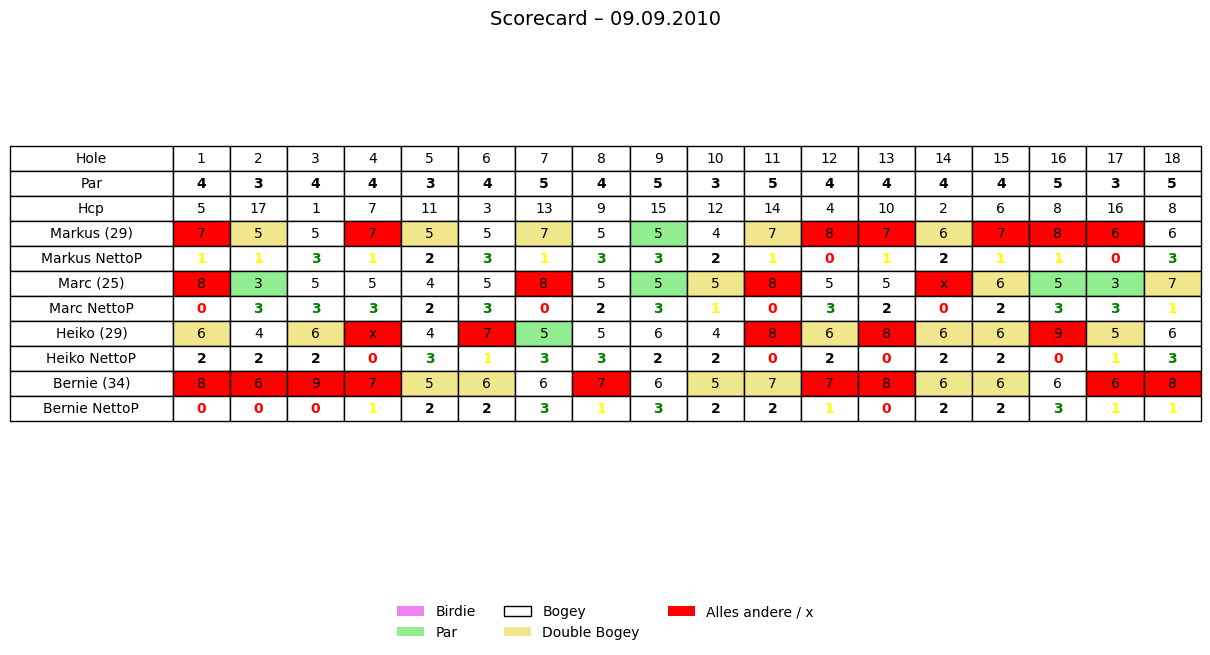 Scorecard – 09.09.2010
Hole 1 2 3 4 5 6 7 8 9 10 11 12 13 14 15 16 17 18
Par 4 3 4 4 3 4 5 4 5 3 5 4 4 4 4 5 3 5
Hcp 5 17 1 7 11 3 13 9 15 12 14 4 10 2 6 8 16 8
Markus (29) 7 5 5 7 5 5 7 5 5 4 7 8 7 6 7 8 6 6
Markus NettoP 1 1 3 1 2 3 1 3 3 2 1 0 1 2 1 1 0 3
Marc (25) 8 3 5 5 4 5 8 5 5 5 8 5 5 x 6 5 3 7
Marc NettoP 0 3 3 3 2 3 0 2 3 1 0 3 2 0 2 3 3 1
Heiko (29) 6 4 6 x 4 7 5 5 6 4 8 6 8 6 6 9 5 6
Heiko NettoP 2 2 2 0 3 1 3 3 2 2 0 2 0 2 2 0 1 3
Bernie (34) 8 6 9 7 5 6 6 7 6 5 7 7 8 6 6 6 6 8
Bernie NettoP 0 0 0 1 2 2 3 1 3 2 2 1 0 2 2 3 1 1
Birdie Bogey Alles andere / x
Par Double Bogey